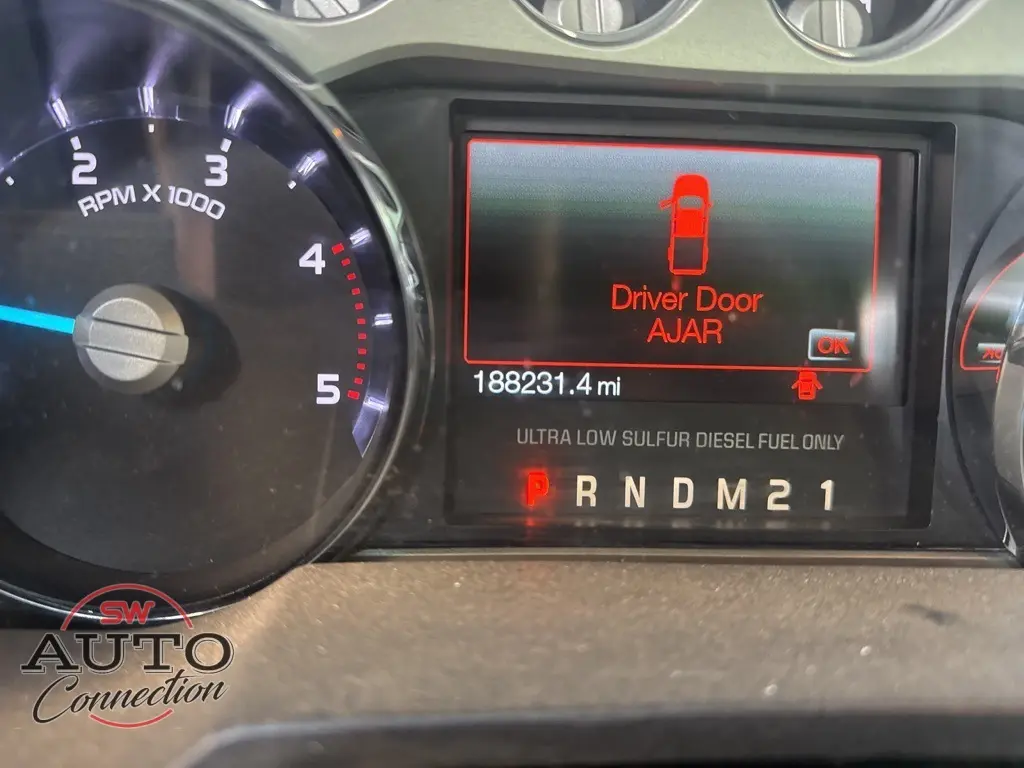 2
3
RPM X 1000
4
5
Driver Door
AJAR
OK
188231.4 mi
ULTRA LOW SULFUR DIESEL FUEL ONLY
P R N D M 2 1
SW
AUTO
Connection